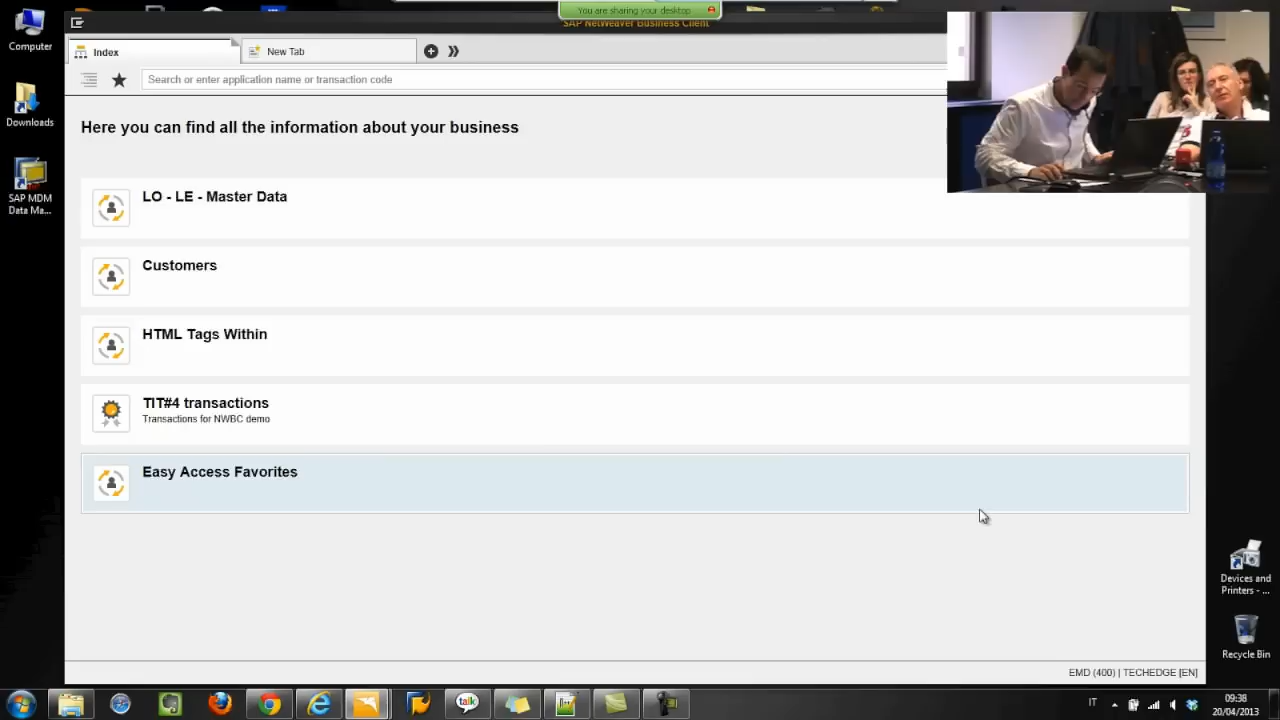 You are sharing your desktop
SAP NetWeaver Business Client
Computer
Downloads
SAP MDM
Data Ma...
Index
New Tab
Search or enter application name or transaction code
Here you can find all the information about your business
LO - LE - Master Data
Customers
HTML Tags Within
TIT#4 transactions
Transactions for NWBC demo
Easy Access Favorites
Devices and
Printers - ...
Recycle Bin
EMD (400) | TECHEDGE [EN]
talk
IT
09:38
20/04/2013